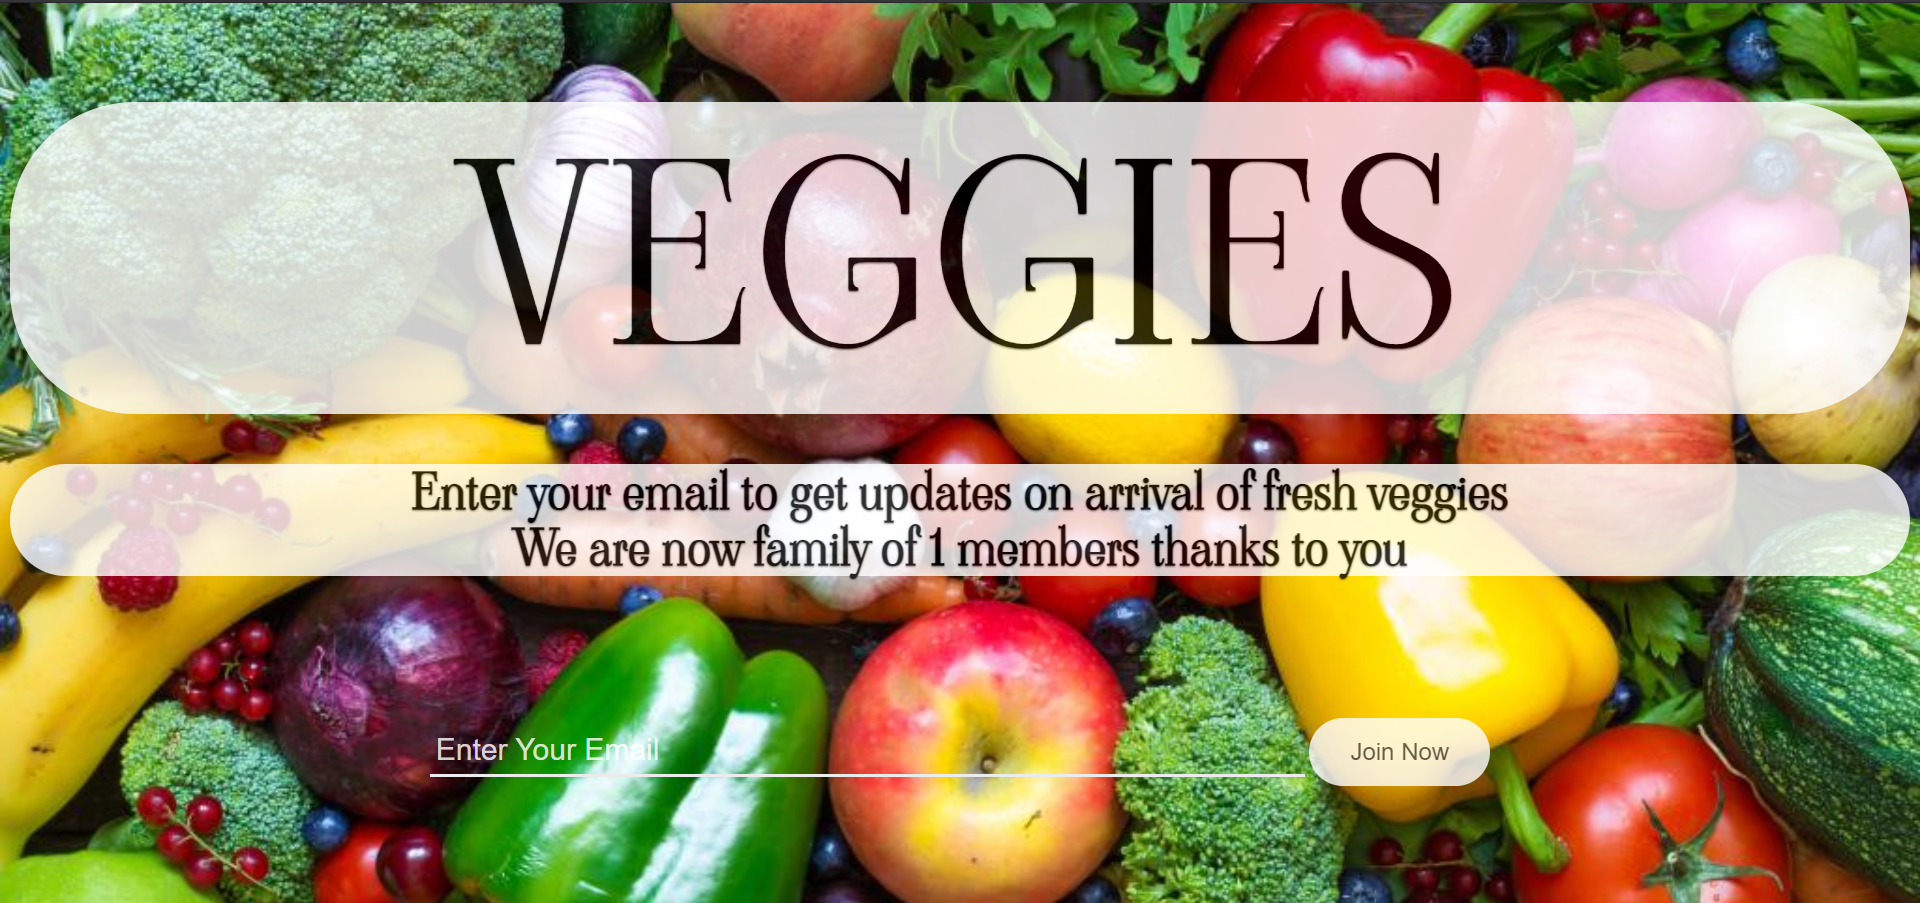 VEGGIES
Enter your email to get updates on arrival of fresh veggies
We are now family of 1 members thanks to you
Enter Your Email
Join Now